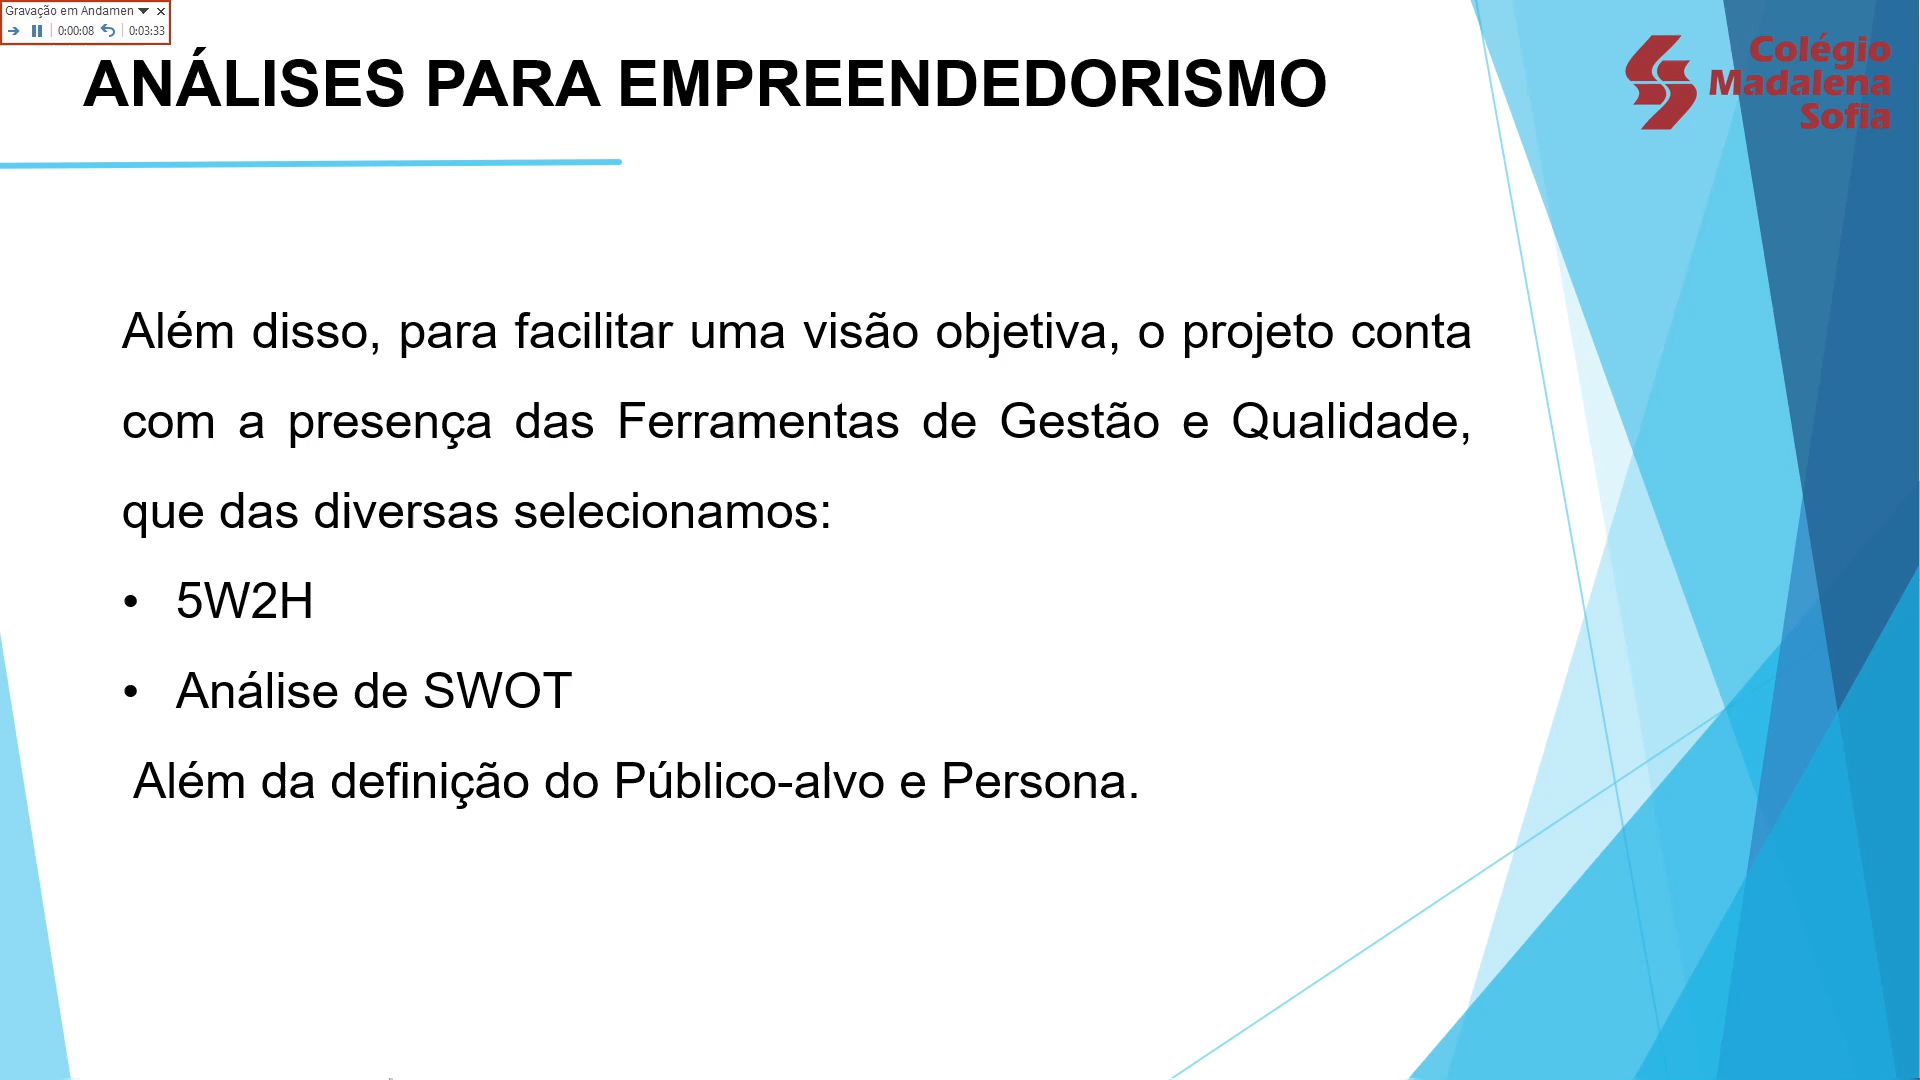 Gravação em Andamen
0:00:08 0:03:33
ANÁLISES PARA EMPREENDEDORISMO
Colégio
Madalena
Sofia
Além disso, para facilitar uma visão objetiva, o projeto conta
com a presença das Ferramentas de Gestão e Qualidade,
que das diversas selecionamos:
• 5W2H
• Análise de SWOT
Além da definição do Público-alvo e Persona.